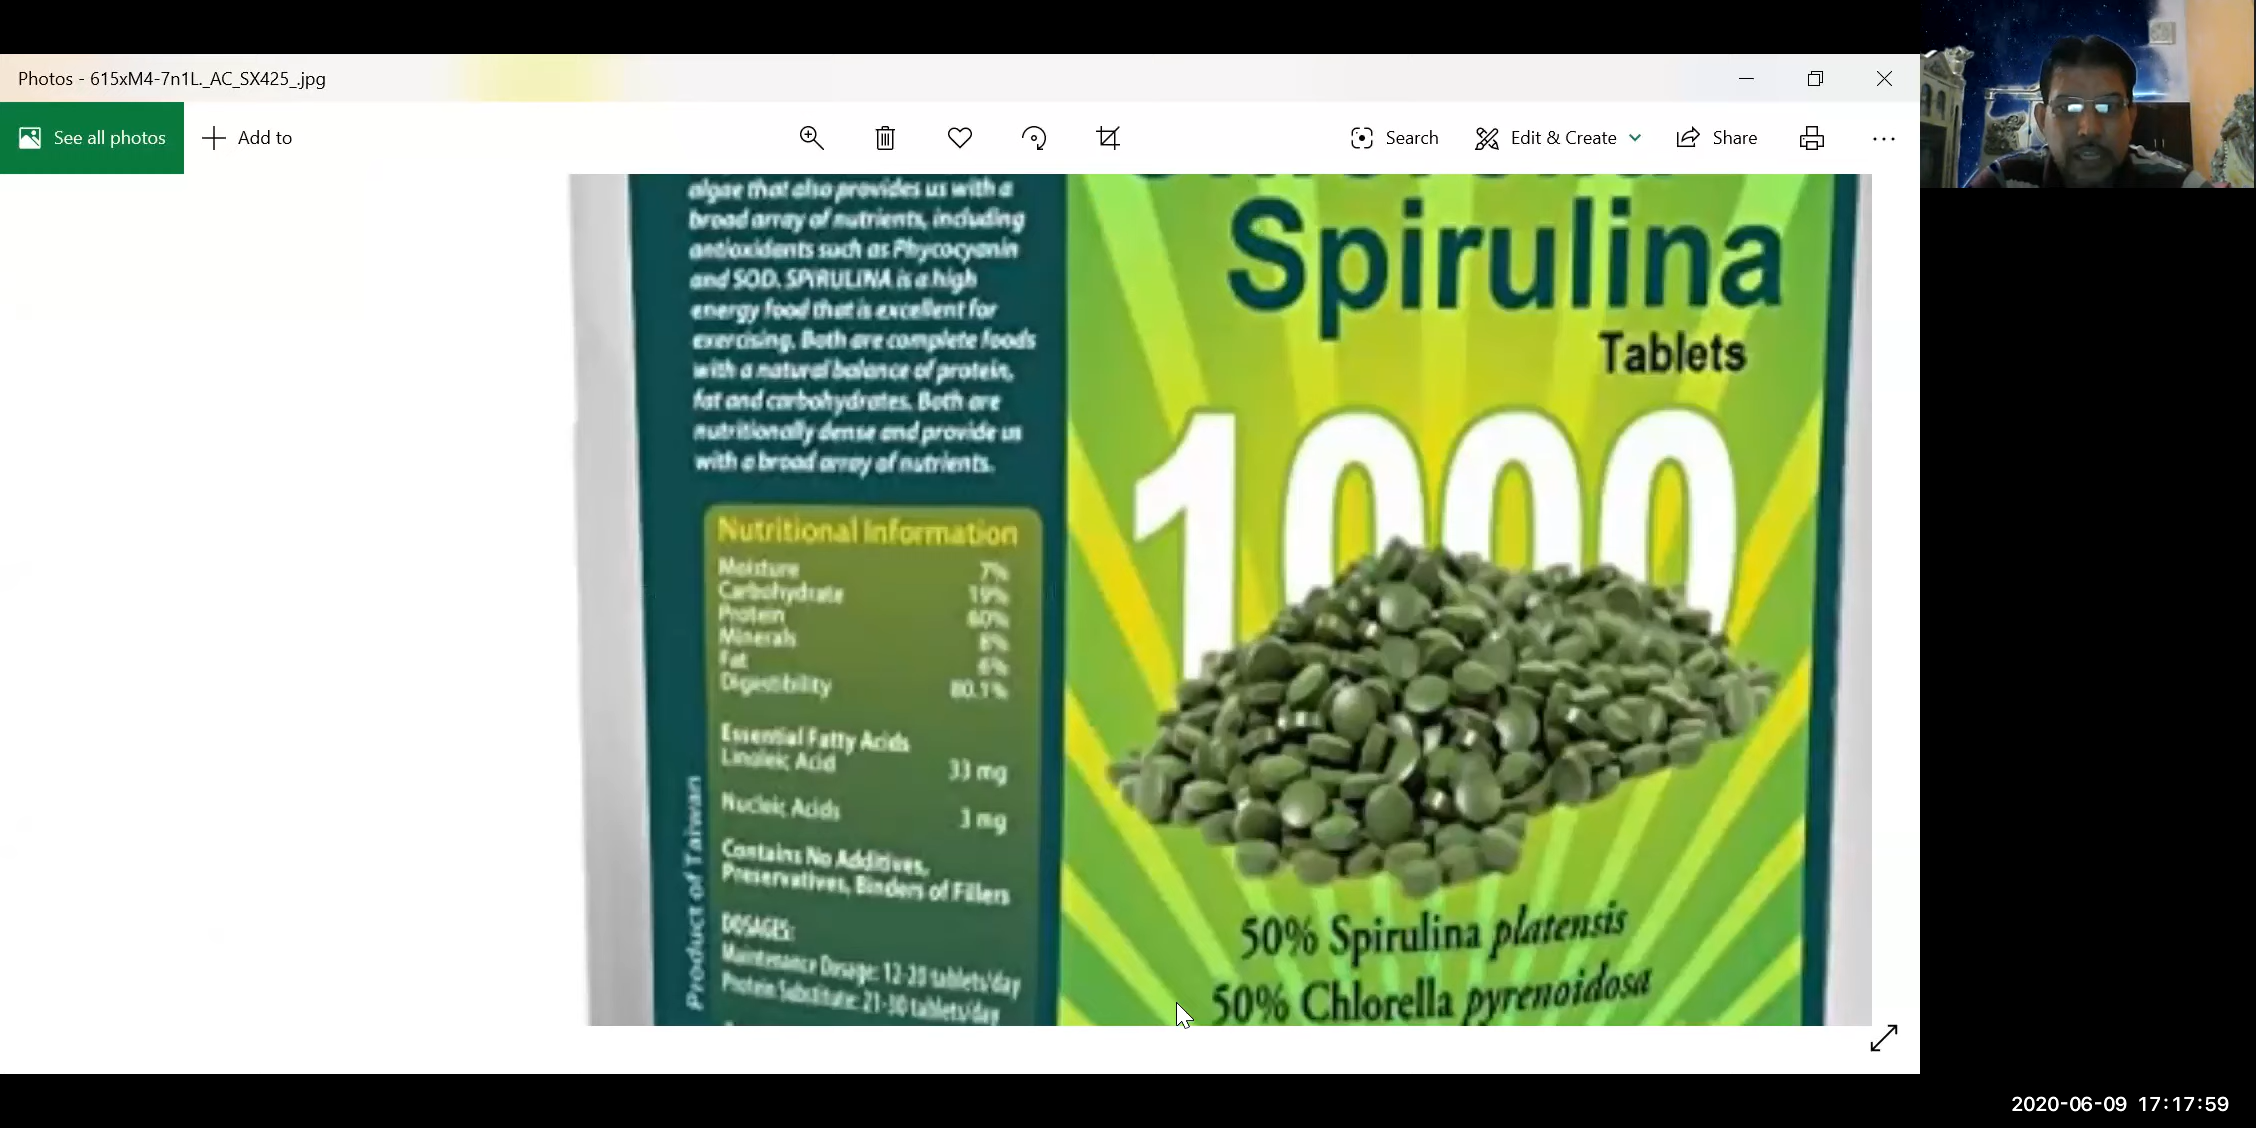 Photos - 615xM4-7n1L._AC_SX425_.jpg
See all photos
Add to
Search
Edit & Create
Share
algae that also provides us with a
broad array of nutrients, including
antioxidants such as Phycocyanin
and SOD. SPIRULINA is a high
energy food that is excellent for
exercising. Both are complete foods
with a natural balance of protein,
fat and carbohydrates. Both are
nutritionally dense and provide us
with a broad array of nutrients.
Nutritional Information
Moisture 7%
Carbohydrate 19%
Protein 60%
Minerals 8%
Fat 6%
Digestibility 80.1%
Essential Fatty Acids
Linoleic Acid 33 mg
Nucleic Acids 3 mg
Contains No Additives,
Preservatives, Binders of Fillers
DOSAGES:
Maintenance Dosage: 12-20 tablets/day
Protein Substitute: 21-30 tablets/day
Product of Taiwan
Spirulina
Tablets
1000
50% Spirulina platensis
50% Chlorella pyrenoidosa
2020-06-09 17:17:59